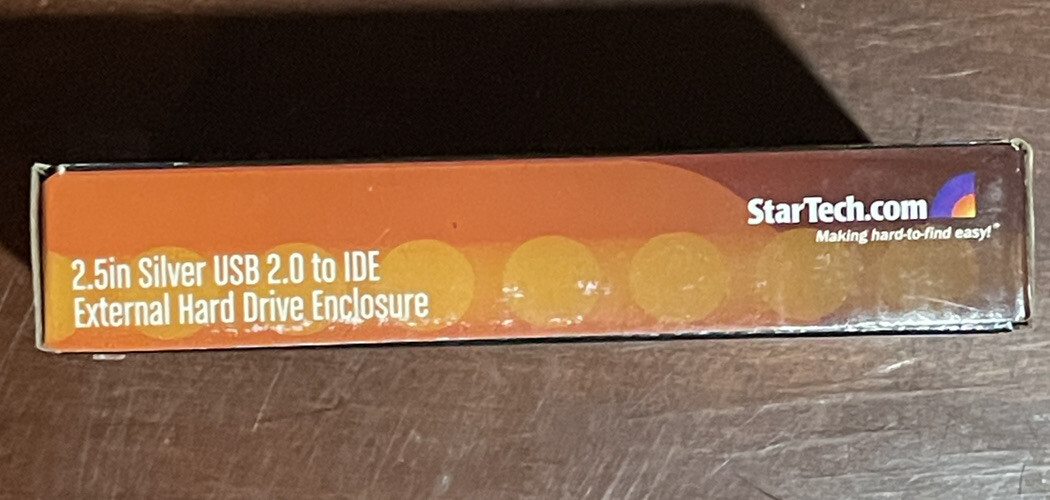 StarTech.com
Making hard-to-find easy!®
2.5in Silver USB 2.0 to IDE
External Hard Drive Enclosure